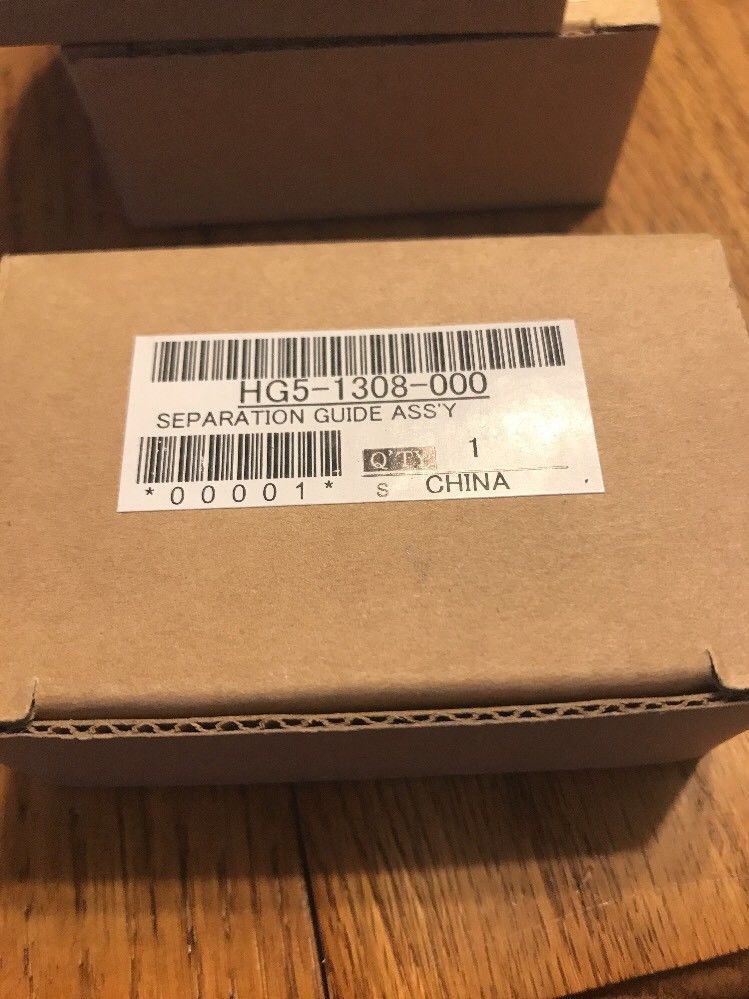 HG5-1308-000
SEPARATION GUIDE ASS'Y
Q'TY 1
*00001* S CHINA